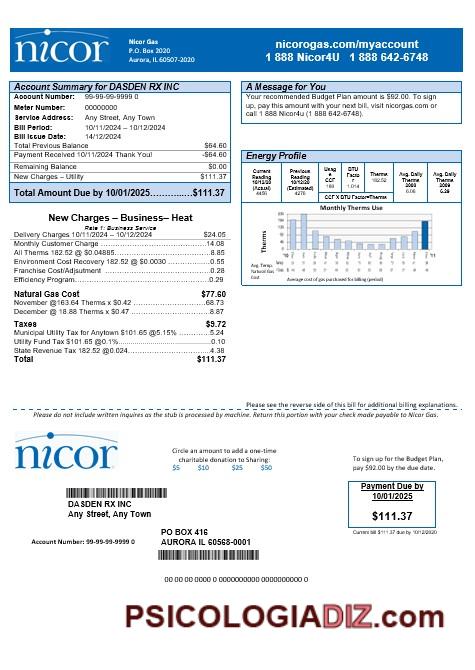 nicor
Nicor Gas
P.O. Box 2020
Aurora, IL 60507-2020
nicorogas.com/myaccount
1 888 Nicor4U 1 888 642-6748
Account Summary for DASDEN RX INC
Account Number: 99-99-99-9999 0
Meter Number: 00000000
Service Address: Any Street, Any Town
Bill Period: 10/11/2024 – 10/12/2024
Bill Issue Date: 14/12/2024
Total Previous Balance $64.60
Payment Received 10/11/2024 Thank You! -$64.60
Remaining Balance $0.00
New Charges – Utility $111.37
Total Amount Due by 10/01/2025..............$111.37
A Message for You
Your recommended Budget Plan amount is $92.00. To sign
up, pay this amount with your next bill, visit nicorgas.com or
call 1 888 Nicor4u (1 888 642-6748).
Energy Profile
Current Reading 10/12/20 (Actual) 4456
Previous Reading 10/12/20 (Estimated) 4276
Usag e CCF 180
BTU Facto r 1.014
Therms 182.52
Avg. Daily Therms 2008 6.06
Avg. Daily Therms 2009 6.29
CCF X BTU Factor=Therms
Monthly Therms Use
Therms
'10
'11
Avg. Temp.
Natural Gas
Cost
Average cost of gas purchased for billing (period)
New Charges – Business– Heat
Rate 1: Business Service
Delivery Charges 10/11/2024 – 10/12/2024 $24.05
Monthly Customer Charge ..............................14.08
All Therms 182.52 @ $0.04885.........................8.85
Environment Cost Recovery 182.52 @ $0.0030 ..........0.55
Franchise Cost/Adjustment ..............................0.28
Efficiency Program.......................................0.29
Natural Gas Cost $77.60
November @163.64 Therms x $0.42 .......................68.73
December @ 18.88 Therms x $0.47 .......................8.87
Taxes $9.72
Municipal Utility Tax for Anytown $101.65 @5.15% ..........5.24
Utility Fund Tax $101.65 @0.1%...........................0.10
State Revenue Tax 182.52 @0.024..........................4.38
Total $111.37
Please see the reverse side of this bill for additional billing explanations.
Please do not include written inquires as the stub is processed by machine. Return this portion with your check made payable to Nicor Gas.
nicor
Circle an amount to add a one-time
charitable donation to Sharing:
$5 $10 $25 $50
To sign up for the Budget Plan,
pay $92.00 by the due date.
DASDEN RX INC
Any Street, Any Town
Payment Due by
10/01/2025
$111.37
Current bill $111.37 due by 10/12/2020
PO BOX 416
AURORA IL 60568-0001
Account Number: 99-99-99-9999 0
00 00 00 0000 0 0000000000 0000000000 0
PSICOLOGIADIZ.com